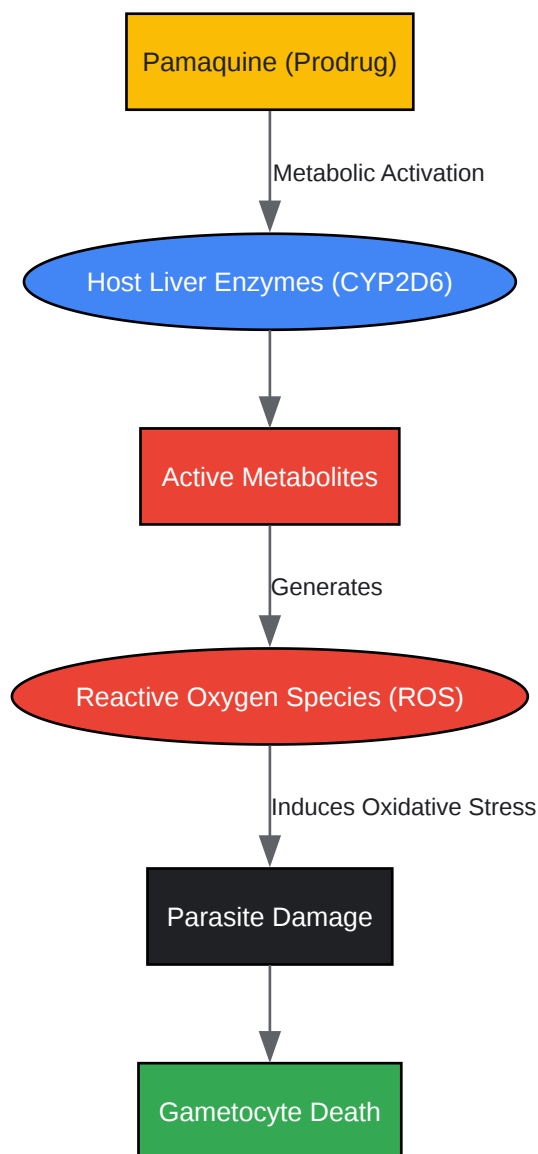 Pamaquine (Prodrug)
Metabolic Activation
Host Liver Enzymes (CYP2D6)
Active Metabolites
Generates
Reactive Oxygen Species (ROS)
Induces Oxidative Stress
Parasite Damage
Gametocyte Death